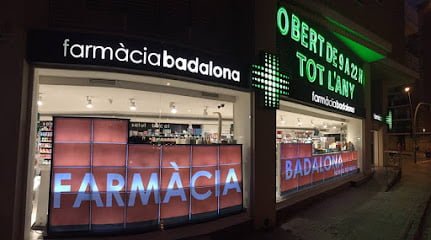 farmàciabadalona
OBERT DE 9 A 22 H
TOT L'ANY
farmàciabadalona
FARMÀCIA
BADALONA